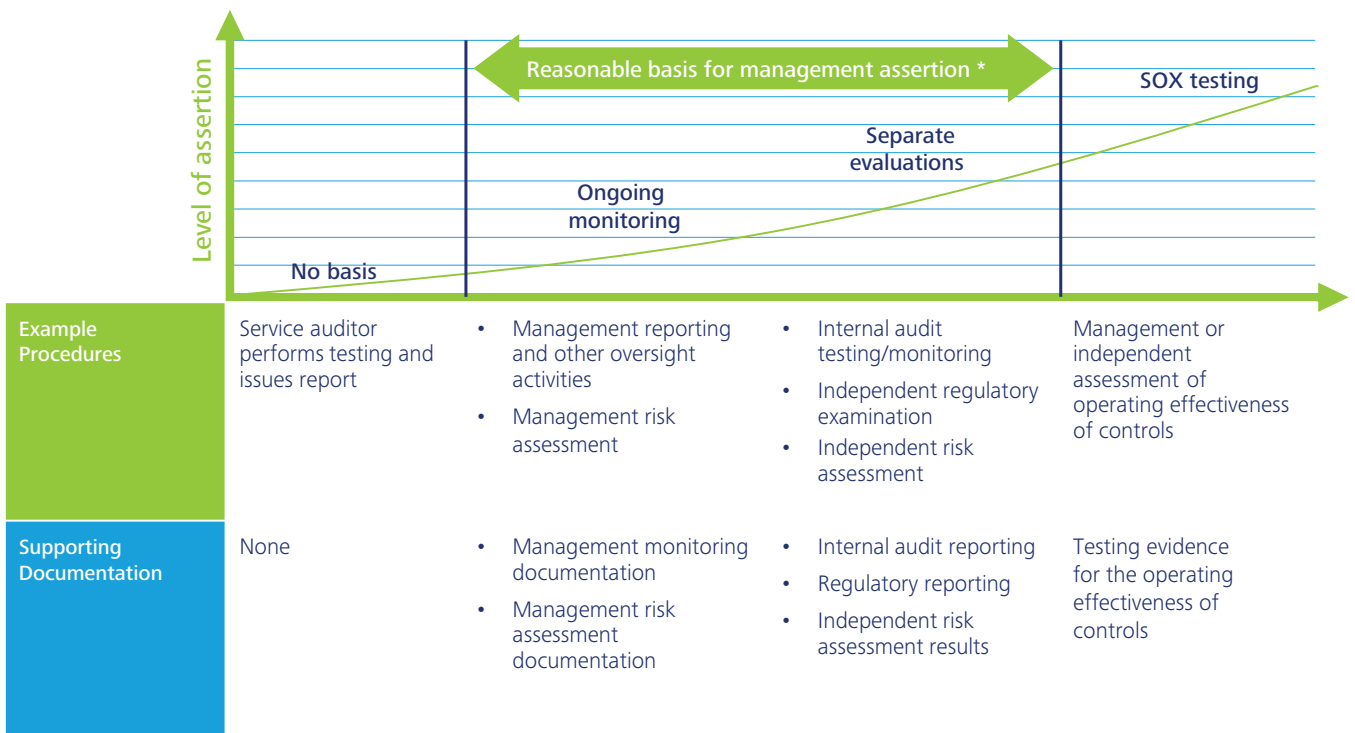 Level of assertion
Reasonable basis for management assertion *
SOX testing
Separate
evaluations
Ongoing
monitoring
No basis
Example
Procedures
Service auditor
performs testing and
issues report
• Management reporting
and other oversight
activities
• Management risk
assessment
• Internal audit
testing/monitoring
• Independent regulatory
examination
• Independent risk
assessment
Management or
independent
assessment of
operating effectiveness
of controls
Supporting
Documentation
None
• Management monitoring
documentation
• Management risk
assessment
documentation
• Internal audit reporting
• Regulatory reporting
• Independent risk
assessment results
Testing evidence
for the operating
effectiveness of
controls